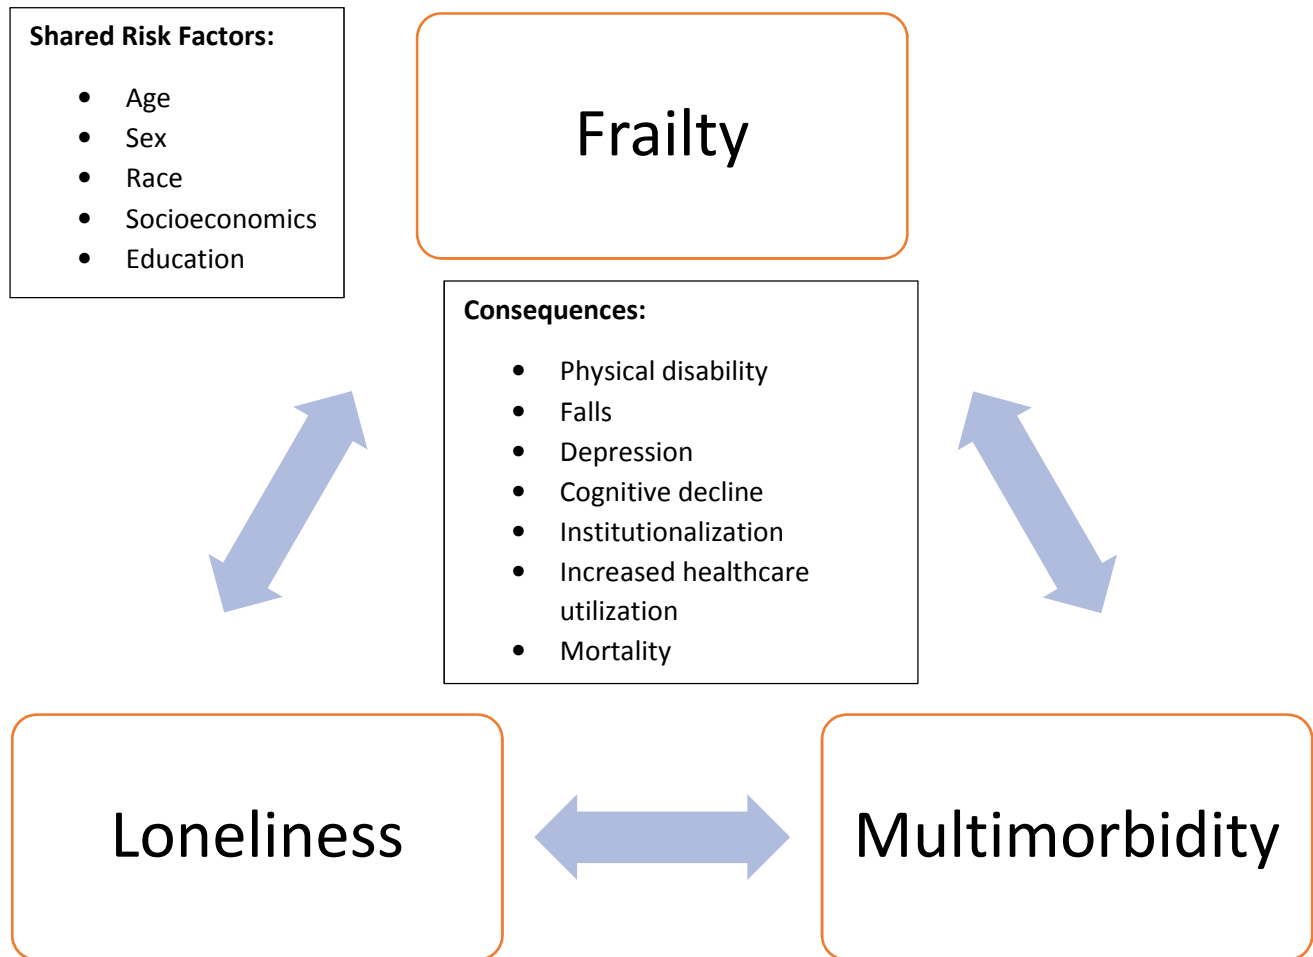 Shared Risk Factors:
• Age
• Sex
• Race
• Socioeconomics
• Education
Frailty
Consequences:
• Physical disability
• Falls
• Depression
• Cognitive decline
• Institutionalization
• Increased healthcare
utilization
• Mortality
Loneliness
Multimorbidity